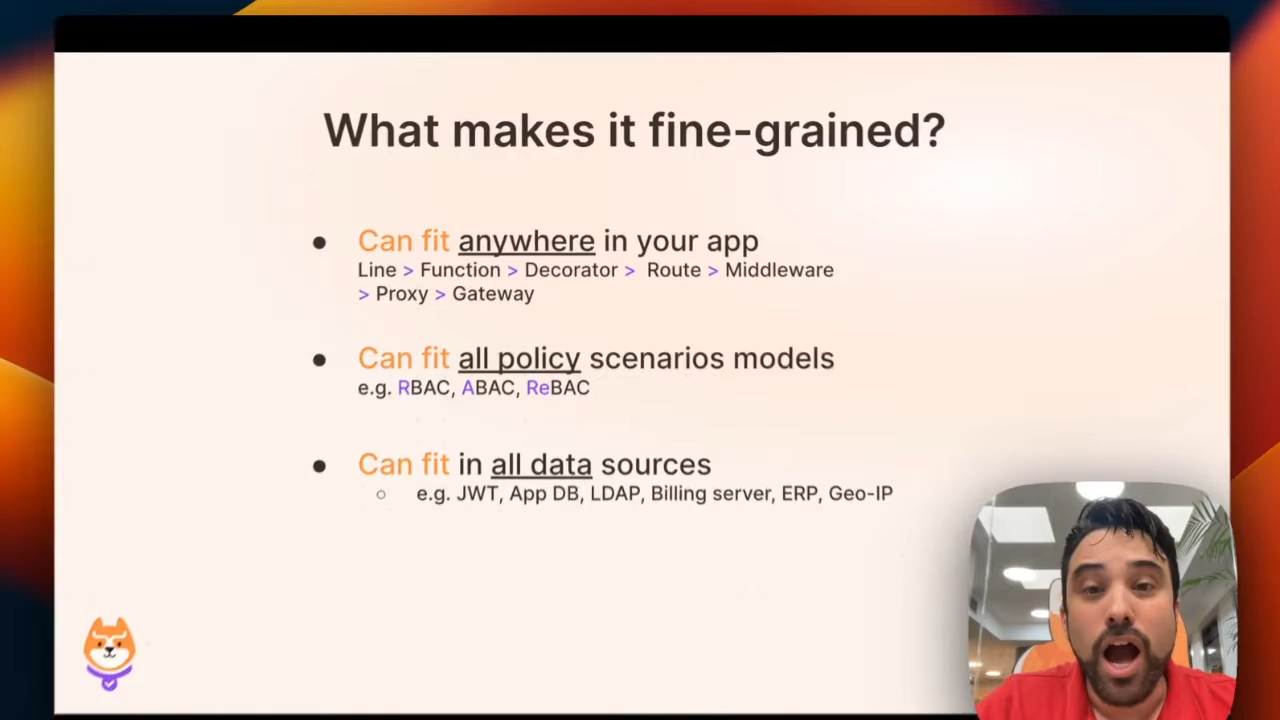 What makes it fine-grained?
● Can fit anywhere in your app
Line > Function > Decorator > Route > Middleware
> Proxy > Gateway
● Can fit all policy scenarios models
e.g. RBAC, ABAC, ReBAC
● Can fit in all data sources
○ e.g. JWT, App DB, LDAP, Billing server, ERP, Geo-IP